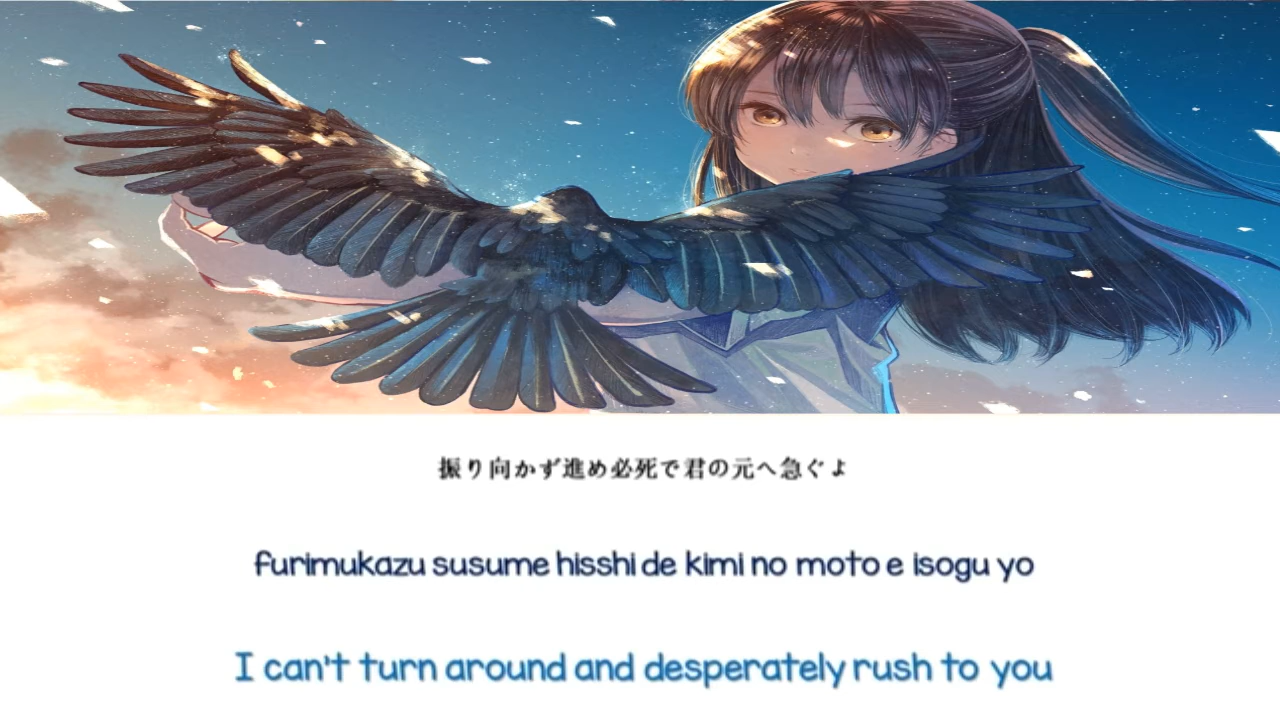 振り向かず進め必死で君の元へ急ぐよ
furimukazu susume hisshi de kimi no moto e isogu yo
I can't turn around and desperately rush to you